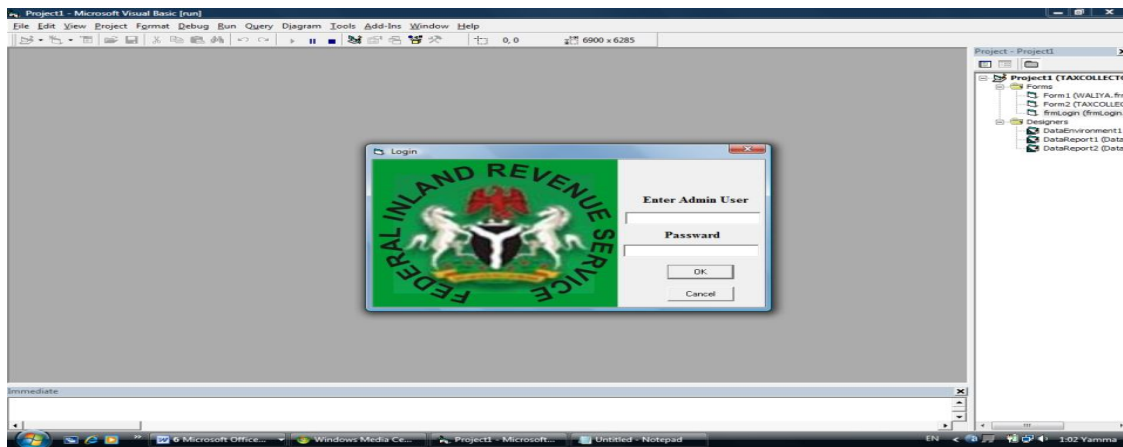 Project1 - Microsoft Visual Basic [run]
File Edit View Project Format Debug Run Query Diagram Tools Add-Ins Window Help
0, 0 6900 x 6285
Project - Project1
Project1 (TAXCOLLECT
Forms
Form1 (WALIYA.fr
Form2 (TAXCOLLEC
frmLogin (frmLogin.
Designers
DataEnvironment1
DataReport1 (Data
DataReport2 (Data
Login
FEDERAL INLAND REVENUE SERVICE
Enter Admin User
Password
OK
Cancel
Immediate
6 Microsoft Office... Windows Media Ce... Project1 - Microsoft... Untitled - Notepad EN 1:02 Yamma